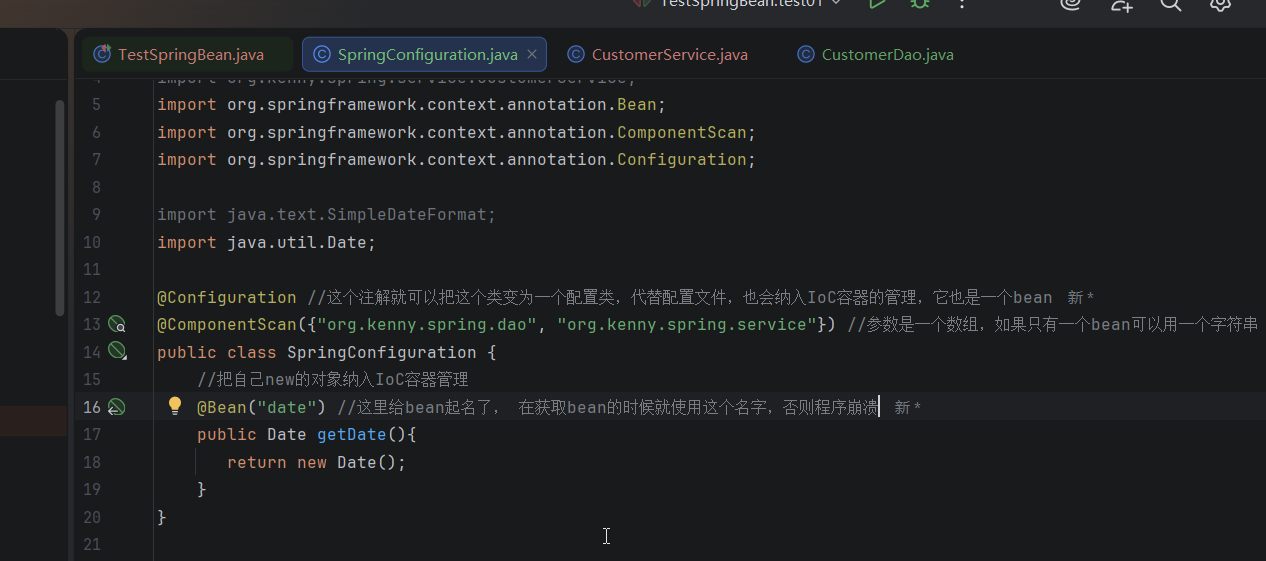 TestSpringBean.test01
TestSpringBean.java SpringConfiguration.java CustomerService.java CustomerDao.java
4 import org.kenny.spring.service.CustomerService;
5 import org.springframework.context.annotation.Bean;
6 import org.springframework.context.annotation.ComponentScan;
7 import org.springframework.context.annotation.Configuration;
8
9 import java.text.SimpleDateFormat;
10 import java.util.Date;
11
12 @Configuration //这个注解就可以把这个类变为一个配置类，代替配置文件，也会纳入IoC容器的管理，它也是一个bean 新 *
13 @ComponentScan({"org.kenny.spring.dao", "org.kenny.spring.service"}) //参数是一个数组，如果只有一个bean可以用一个字符串
14 public class SpringConfiguration {
15 //把自己new的对象纳入IoC容器管理
16 @Bean("date") //这里给bean起名了， 在获取bean的时候就使用这个名字，否则程序崩溃 新 *
17 public Date getDate(){
18 return new Date();
19 }
20 }
21